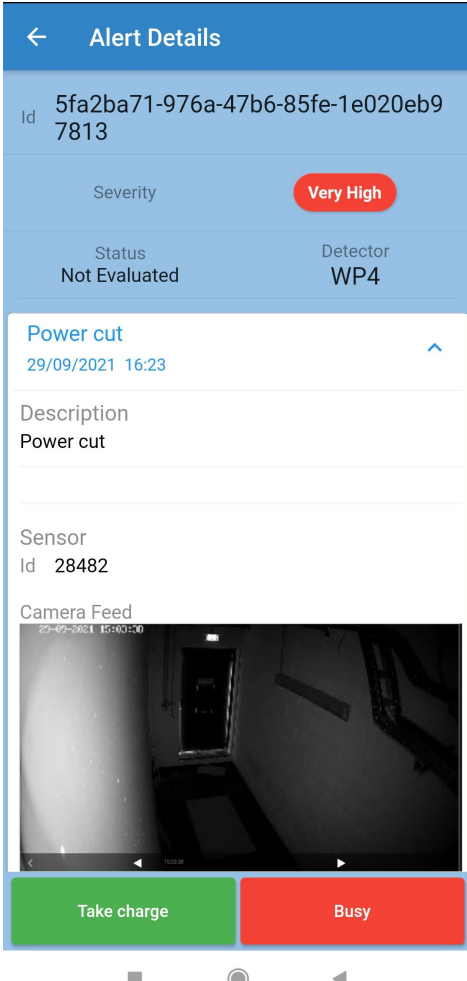 Alert Details
Id 5fa2ba71-976a-47b6-85fe-1e020eb9
7813
Severity Very High
Status Detector
Not Evaluated WP4
Power cut
29/09/2021 16:23
Description
Power cut
Sensor
Id 28482
Camera Feed
29-09-2021 15:03:30
150338
Take charge Busy